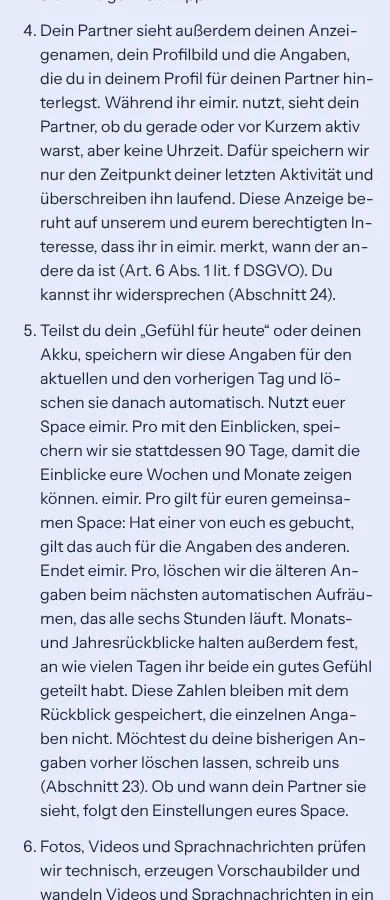 4. Dein Partner sieht außerdem deinen Anzei-
genamen, dein Profilbild und die Angaben,
die du in deinem Profil für deinen Partner hin-
terlegst. Während ihr eimir. nutzt, sieht dein
Partner, ob du gerade oder vor Kurzem aktiv
warst, aber keine Uhrzeit. Dafür speichern wir
nur den Zeitpunkt deiner letzten Aktivität und
überschreiben ihn laufend. Diese Anzeige be-
ruht auf unserem und eurem berechtigten In-
teresse, dass ihr in eimir. merkt, wann der an-
dere da ist (Art. 6 Abs. 1 lit. f DSGVO). Du
kannst ihr widersprechen (Abschnitt 24).
5. Teilst du dein „Gefühl für heute“ oder deinen
Akku, speichern wir diese Angaben für den
aktuellen und den vorherigen Tag und lö-
schen sie danach automatisch. Nutzt euer
Space eimir. Pro mit den Einblicken, spei-
chern wir sie stattdessen 90 Tage, damit die
Einblicke eure Wochen und Monate zeigen
können. eimir. Pro gilt für euren gemeinsa-
men Space: Hat einer von euch es gebucht,
gilt das auch für die Angaben des anderen.
Endet eimir. Pro, löschen wir die älteren An-
gaben beim nächsten automatischen Aufräu-
men, das alle sechs Stunden läuft. Monats-
und Jahresrückblicke halten außerdem fest,
an wie vielen Tagen ihr beide ein gutes Gefühl
geteilt habt. Diese Zahlen bleiben mit dem
Rückblick gespeichert, die einzelnen Anga-
ben nicht. Möchtest du deine bisherigen An-
gaben vorher löschen lassen, schreib uns
(Abschnitt 23). Ob und wann dein Partner sie
sieht, folgt den Einstellungen eures Space.
6. Fotos, Videos und Sprachnachrichten prüfen
wir technisch, erzeugen Vorschaubilder und
wandeln Videos und Sprachnachrichten in ein